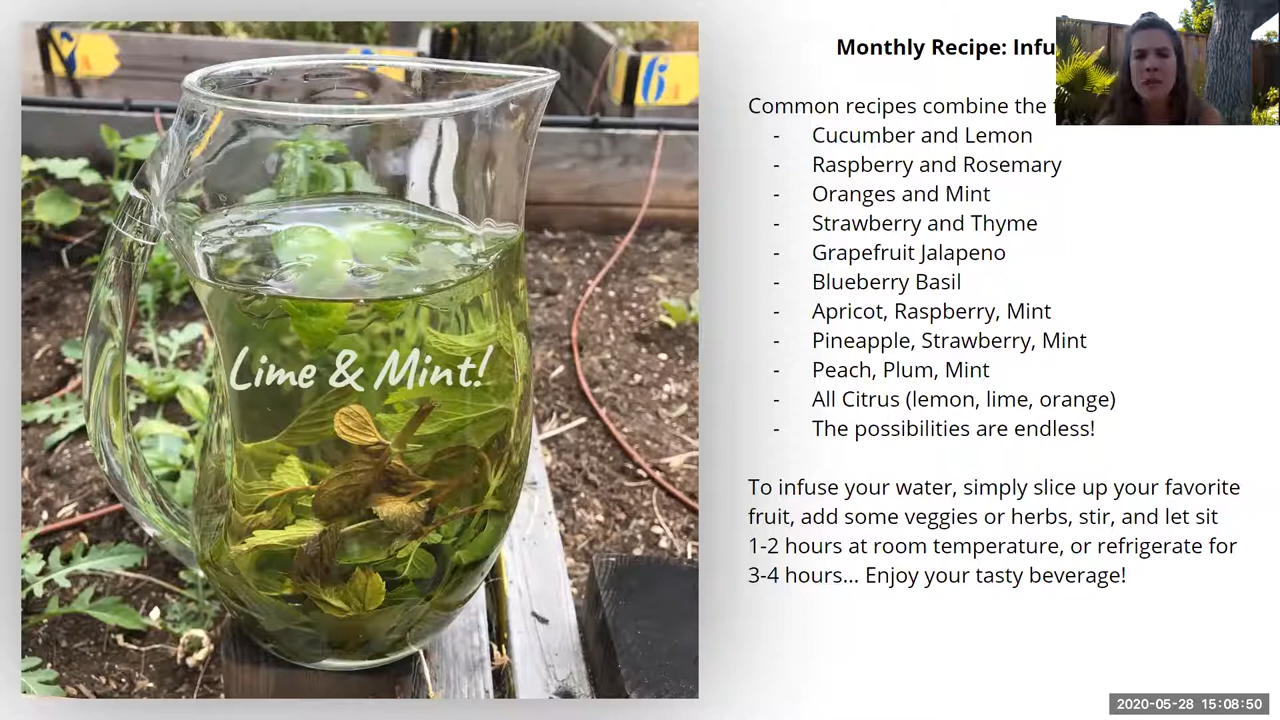 7
6
Lime & Mint!
Monthly Recipe:
Common recipes combine the
- Cucumber and Lemon
- Raspberry and Rosemary
- Oranges and Mint
- Strawberry and Thyme
- Grapefruit Jalapeno
- Blueberry Basil
- Apricot, Raspberry, Mint
- Pineapple, Strawberry, Mint
- Peach, Plum, Mint
- All Citrus (lemon, lime, orange)
- The possibilities are endless!
To infuse your water, simply slice up your favorite
fruit, add some veggies or herbs, stir, and let sit
1-2 hours at room temperature, or refrigerate for
3-4 hours... Enjoy your tasty beverage!
2020-05-28 15:08:50